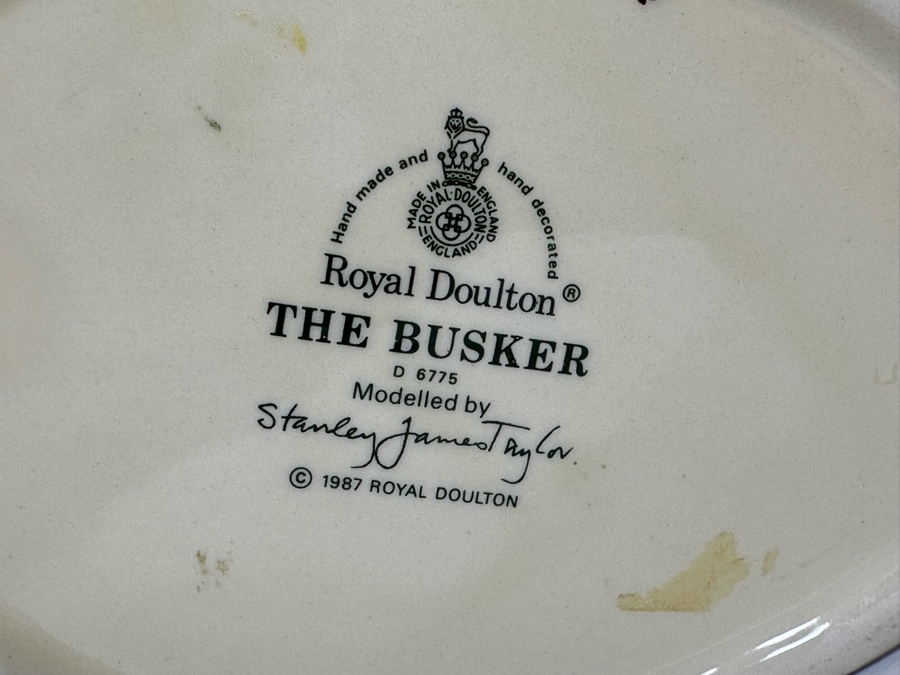 Hand made and hand decorated
MADE IN ENGLAND
ROYAL DOULTON
ENGLAND
Royal Doulton ®
THE BUSKER
D 6775
Modelled by
Stanley James Taylor.
© 1987 ROYAL DOULTON